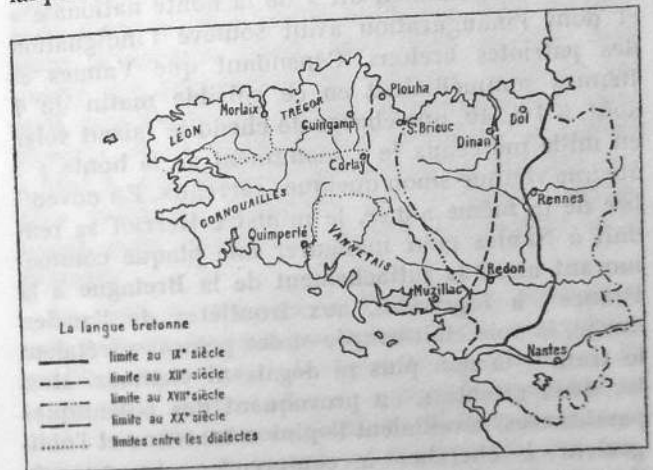 Plouha
Morlaix
TRÉGOR
LÉON
Guingamp
Dol
St Brieuc
Dinan
Corlay
CORNOUAILLES
Rennes
Quimperlé
VANNETAIS
Redon
Muzillac
Nantes
La langue bretonne
limite au IXe siècle
limite au XIIe siècle
limite au XVIIe siècle
limite au XXe siècle
limites entre les dialectes